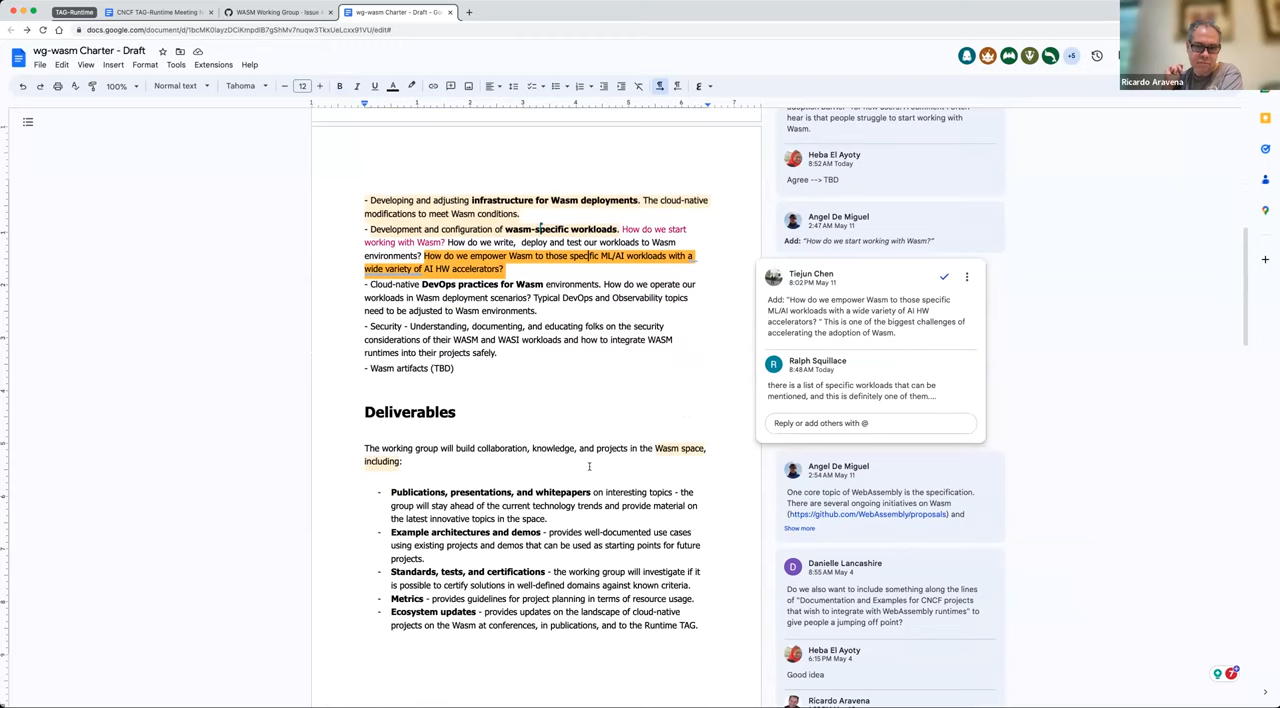 TAG-Runtime
CNCF TAG-Runtime Meeting N
WASM Working Group · Issue #
wg-wasm Charter - Draft - Goo
docs.google.com/document/d/1bcMK0IayzDCiKmpdlB7gShMv7nuqw3TkxUeLcxx91VU/edit#
wg-wasm Charter - Draft
File Edit View Insert Format Tools Extensions Help
+5
100% Normal text Tahoma 12
Ricardo Aravena
1 1 2 3 4 5 6 7
- Developing and adjusting infrastructure for Wasm deployments. The cloud-native
modifications to meet Wasm conditions.
- Development and configuration of wasm-specific workloads. How do we start
working with Wasm? How do we write, deploy and test our workloads to Wasm
environments? How do we empower Wasm to those specific ML/AI workloads with a
wide variety of AI HW accelerators?
- Cloud-native DevOps practices for Wasm environments. How do we operate our
workloads in Wasm deployment scenarios? Typical DevOps and Observability topics
need to be adjusted to Wasm environments.
- Security - Understanding, documenting, and educating folks on the security
considerations of their WASM and WASI workloads and how to integrate WASM
runtimes into their projects safely.
- Wasm artifacts (TBD)
Deliverables
The working group will build collaboration, knowledge, and projects in the Wasm space,
including:
- Publications, presentations, and whitepapers on interesting topics - the
group will stay ahead of the current technology trends and provide material on
the latest innovative topics in the space.
- Example architectures and demos - provides well-documented use cases
using existing projects and demos that can be used as starting points for future
projects.
- Standards, tests, and certifications - the working group will investigate if it
is possible to certify solutions in well-defined domains against known criteria.
- Metrics - provides guidelines for project planning in terms of resource usage.
- Ecosystem updates - provides updates on the landscape of cloud-native
projects on the Wasm at conferences, in publications, and to the Runtime TAG.
hear is that people struggle to start working with
Wasm.
Heba El Ayoty
8:52 AM Today
Agree --> TBD
Angel De Miguel
2:47 AM May 11
Add: "How do we start working with Wasm?"
Tiejun Chen
8:02 PM May 11
Add: "How do we empower Wasm to those specific
ML/AI workloads with a wide variety of AI HW
accelerators? " This is one of the biggest challenges of
accelerating the adoption of Wasm.
R
Ralph Squillace
8:48 AM Today
there is a list of specific workloads that can be
mentioned, and this is definitely one of them....
Reply or add others with @
Angel De Miguel
2:54 AM May 11
One core topic of WebAssembly is the specification.
There are several ongoing initiatives on Wasm
(https://github.com/WebAssembly/proposals) and
Show more
D
Danielle Lancashire
8:55 AM May 4
Do we also want to include something along the lines
of "Documentation and Examples for CNCF projects
that wish to integrate with WebAssembly runtimes" to
give people a jumping off point?
Heba El Ayoty
6:15 PM May 4
Good idea
Ricardo Aravena
7